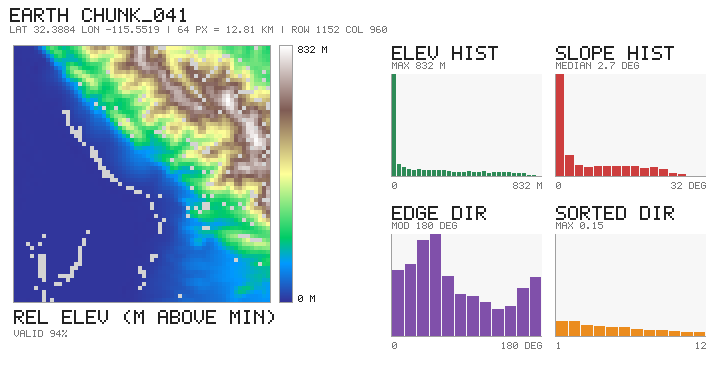 EARTH CHUNK_041
LAT 32.3884 LON -115.5519 | 64 PX = 12.81 KM | ROW 1152 COL 960
832 M
0 M
REL ELEV (M ABOVE MIN)
VALID 94%
ELEV HIST
MAX 832 M
0 832 M
SLOPE HIST
MEDIAN 2.7 DEG
0 32 DEG
EDGE DIR
MOD 180 DEG
0 180 DEG
SORTED DIR
MAX 0.15
1 12